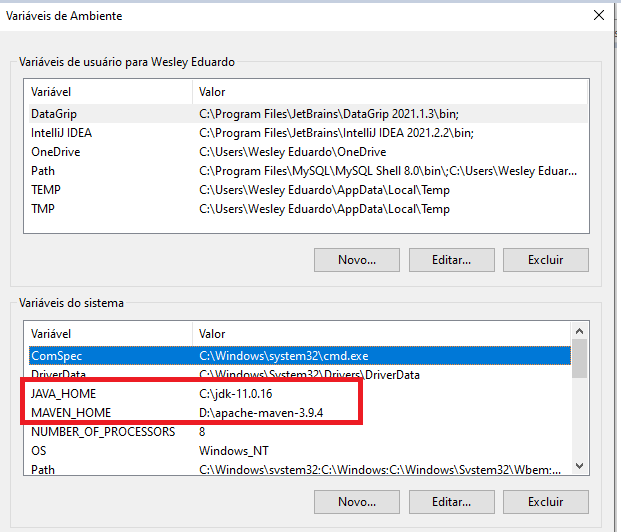 Variáveis de Ambiente
Variáveis de usuário para Wesley Eduardo
Variável Valor
DataGrip C:\Program Files\JetBrains\DataGrip 2021.1.3\bin;
IntelliJ IDEA C:\Program Files\JetBrains\IntelliJ IDEA 2021.2.2\bin;
OneDrive C:\Users\Wesley Eduardo\OneDrive
Path C:\Program Files\MySQL\MySQL Shell 8.0\bin\;C:\Users\Wesley Eduar...
TEMP C:\Users\Wesley Eduardo\AppData\Local\Temp
TMP C:\Users\Wesley Eduardo\AppData\Local\Temp
Novo... Editar... Excluir
Variáveis do sistema
Variável Valor
ComSpec C:\Windows\system32\cmd.exe
DriverData C:\Windows\System32\Drivers\DriverData
JAVA_HOME C:\jdk-11.0.16
MAVEN_HOME D:\apache-maven-3.9.4
NUMBER_OF_PROCESSORS 8
OS Windows_NT
Path C:\Windows\system32;C:\Windows;C:\Windows\System32\Wbem;...
Novo... Editar... Excluir